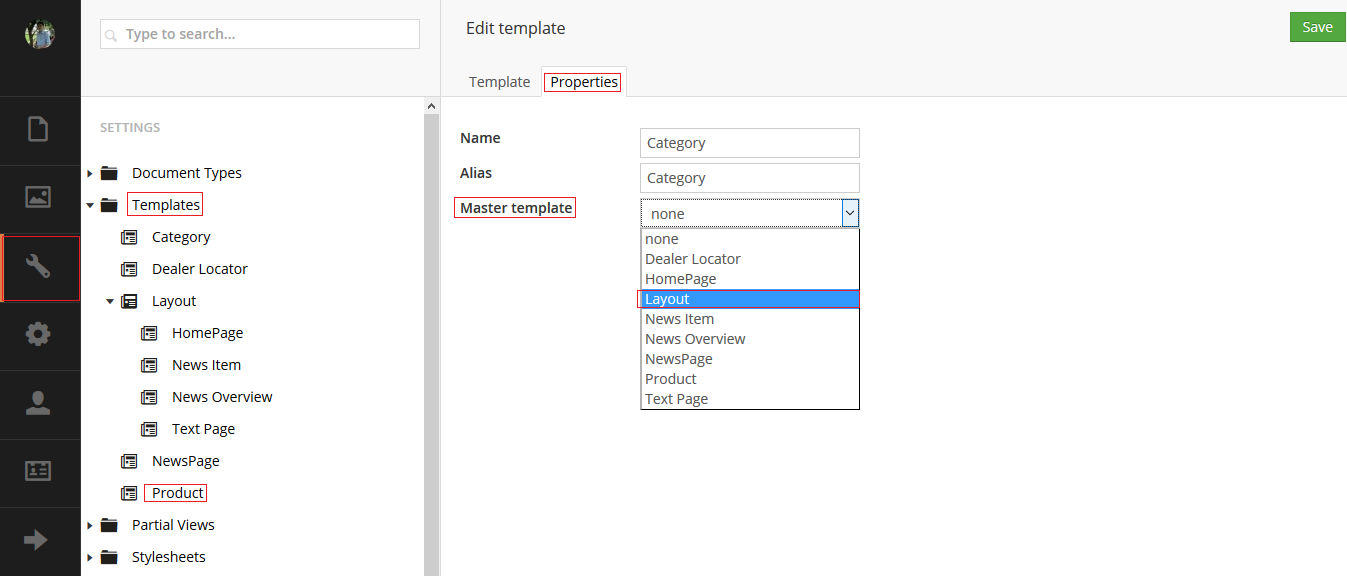 Type to search...
SETTINGS
Document Types
Templates
Category
Dealer Locator
Layout
HomePage
News Item
News Overview
Text Page
NewsPage
Product
Partial Views
Stylesheets
Edit template
Save
Template Properties
Name Category
Alias Category
Master template none
none
Dealer Locator
HomePage
Layout
News Item
News Overview
NewsPage
Product
Text Page